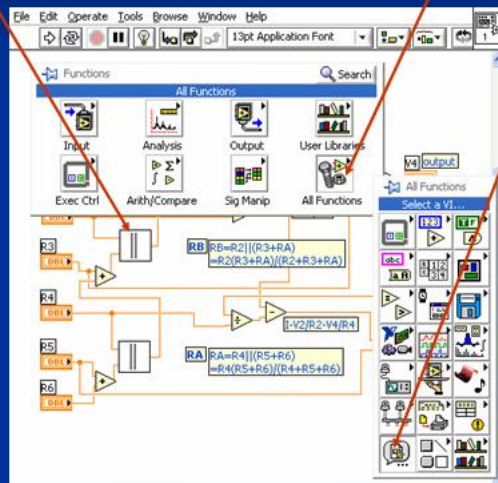 File Edit Operate Tools Browse Window Help
13pt Application Font
Functions
Search
All Functions
Input
Analysis
Output
User Libraries
Exec Ctrl
Arith/Compare
Sig Manip
All Functions
V4 output
All Functions
Select a VI...
R3
DBL
RB
RB=R2||(R3+RA)
=R2(R3+RA)/(R2+R3+RA)
R4
DBL
I-V2/R2-V4/R4
R5
DBL
RA
RA=R4||(R5+R6)
=R4(R5+R6)/(R4+R5+R6)
R6
DBL